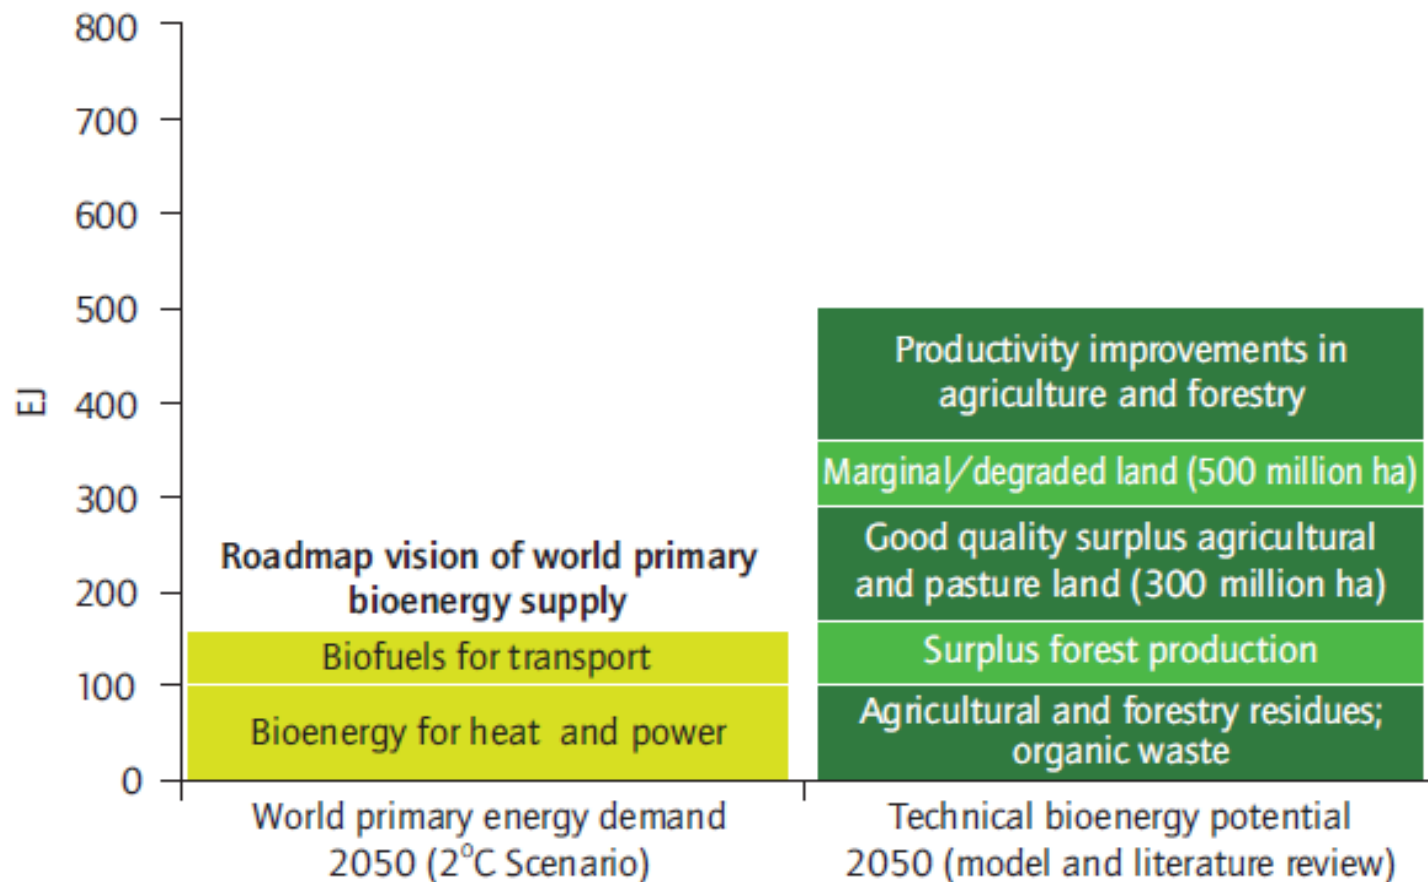 800
700
600
500
400
300
200
100
0
EJ
Roadmap vision of world primary
bioenergy supply
Biofuels for transport
Bioenergy for heat and power
Productivity improvements in
agriculture and forestry
Marginal/degraded land (500 million ha)
Good quality surplus agricultural
and pasture land (300 million ha)
Surplus forest production
Agricultural and forestry residues;
organic waste
World primary energy demand
2050 (2°C Scenario)
Technical bioenergy potential
2050 (model and literature review)